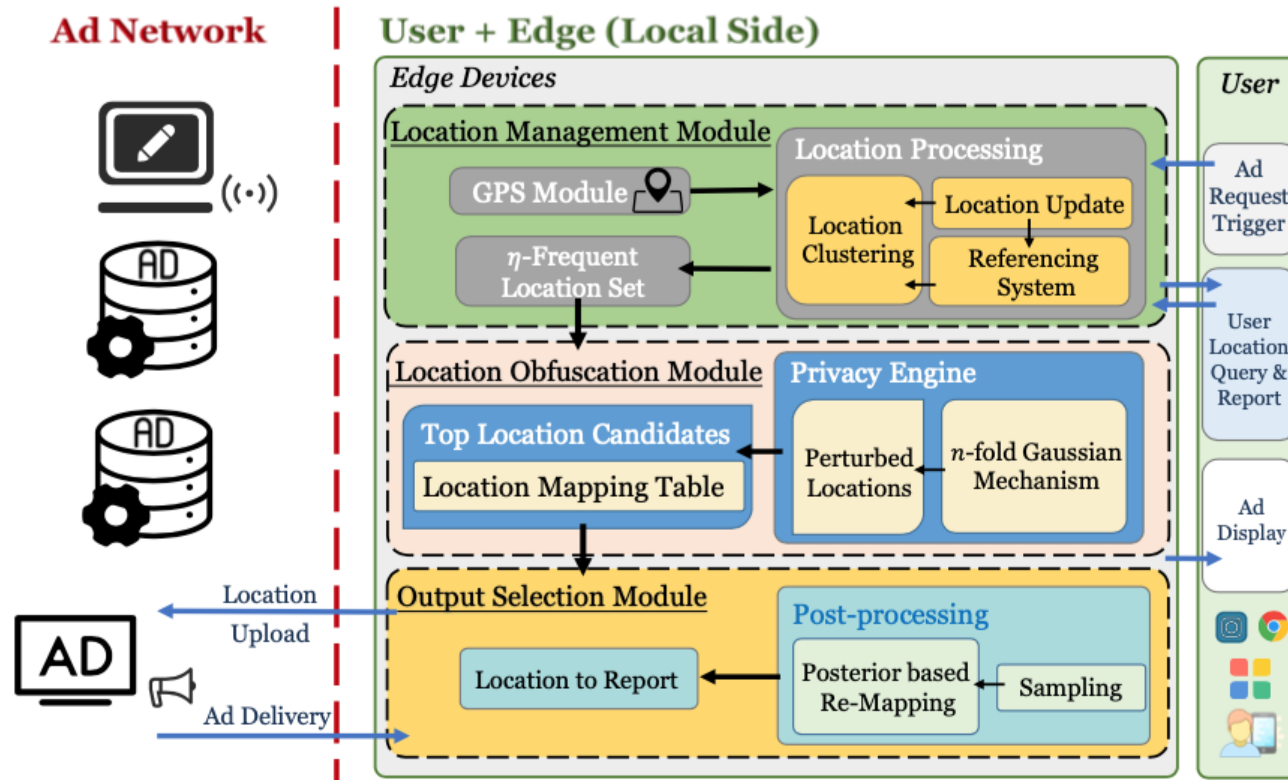 Ad Network
User + Edge (Local Side)
Edge Devices
User
Location Management Module
Location Processing
GPS Module
Location Update
Location
Clustering
Referencing
System
η-Frequent
Location Set
Ad
Request
Trigger
User
Location
Query &
Report
Ad
Display
AD
AD
Location Obfuscation Module
Privacy Engine
Top Location Candidates
Location Mapping Table
Perturbed
Locations
n-fold Gaussian
Mechanism
Location
Upload
Output Selection Module
Post-processing
Location to Report
Posterior based
Re-Mapping
Sampling
AD
Ad Delivery